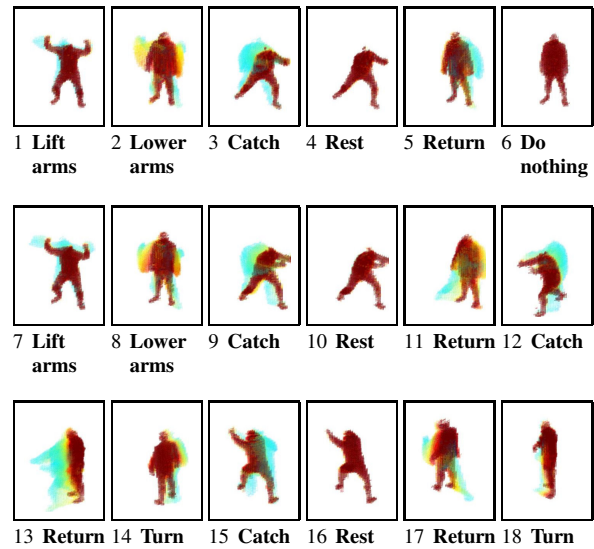 1 Lift arms 2 Lower arms 3 Catch 4 Rest 5 Return 6 Do nothing
7 Lift arms 8 Lower arms 9 Catch 10 Rest 11 Return 12 Catch
13 Return 14 Turn 15 Catch 16 Rest 17 Return 18 Turn